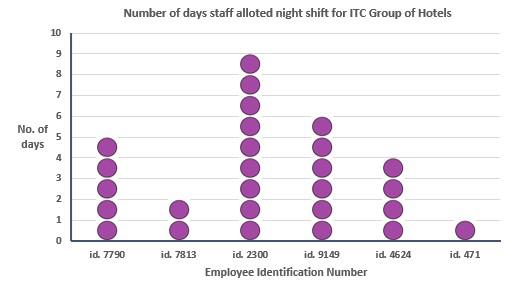 Number of days staff alloted night shift for ITC Group of Hotels
10
9
8
7
6
5
4
3
2
1
0
No. of
days
id. 7790 id. 7813 id. 2300 id. 9149 id. 4624 id. 471
Employee Identification Number